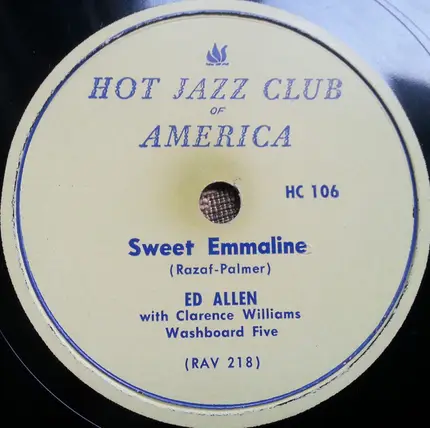 HOT JAZZ CLUB
OF
AMERICA
HC 106
Sweet Emmaline
(Razaf-Palmer)
ED ALLEN
with Clarence Williams
Washboard Five
(RAV 218)